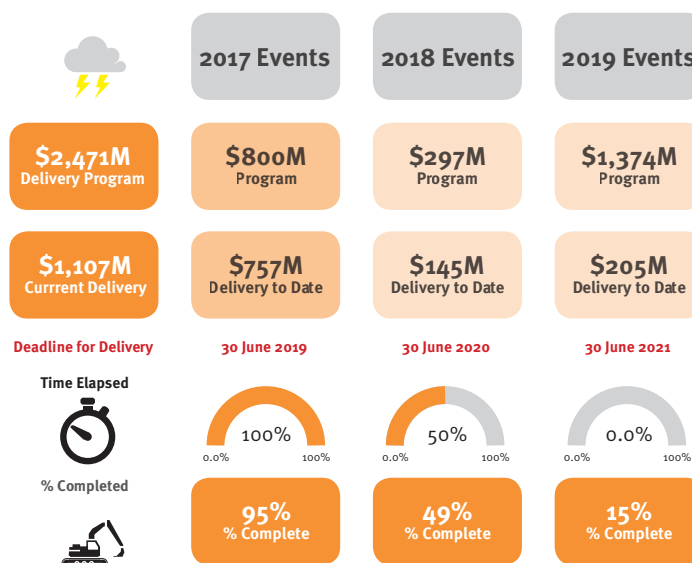 2017 Events
2018 Events
2019 Events
$2,471M
Delivery Program
$800M
Program
$297M
Program
$1,374M
Program
$1,107M
Currrent Delivery
$757M
Delivery to Date
$145M
Delivery to Date
$205M
Delivery to Date
Deadline for Delivery
30 June 2019
30 June 2020
30 June 2021
Time Elapsed
100%
0.0%
100%
50%
0.0%
100%
0.0%
0.0%
100%
% Completed
95%
% Complete
49%
% Complete
15%
% Complete